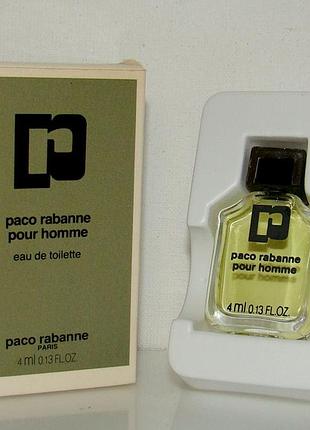 paco rabanne
pour homme
eau de toilette
paco rabanne
PARIS
4 ml 0.13 FL.OZ.
paco rabanne
pour homme
4 ml 0.13 FL.OZ.